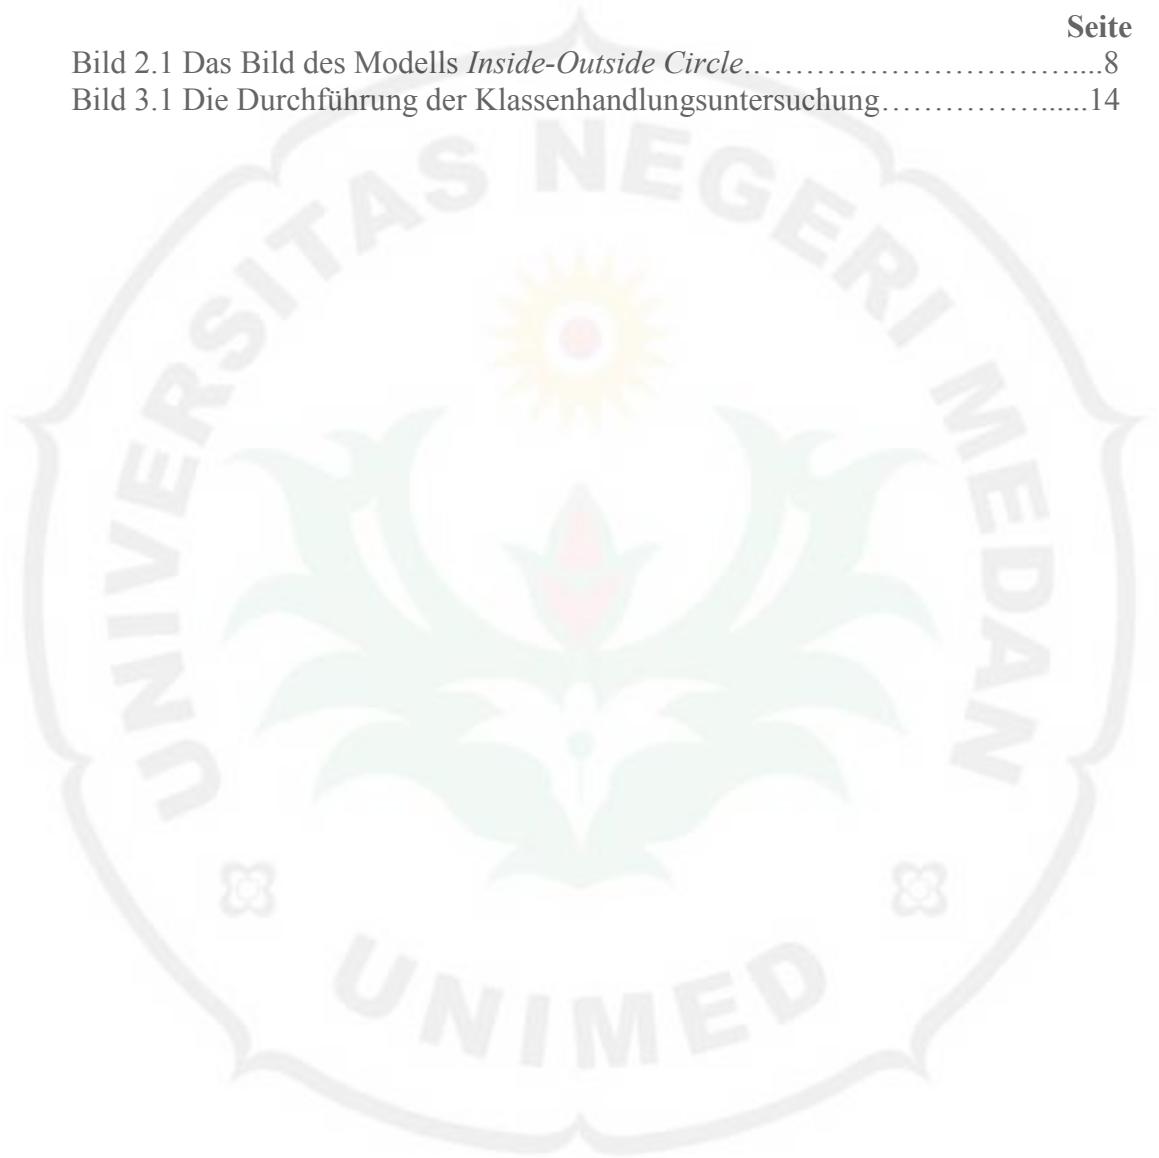 Seite
Bild 2.1 Das Bild des Modells Inside-Outside Circle.…………………………....8
Bild 3.1 Die Durchführung der Klassenhandlungsuntersuchung……………......14
UNIVERSITAS NEGERI MEDAN
UNIMED